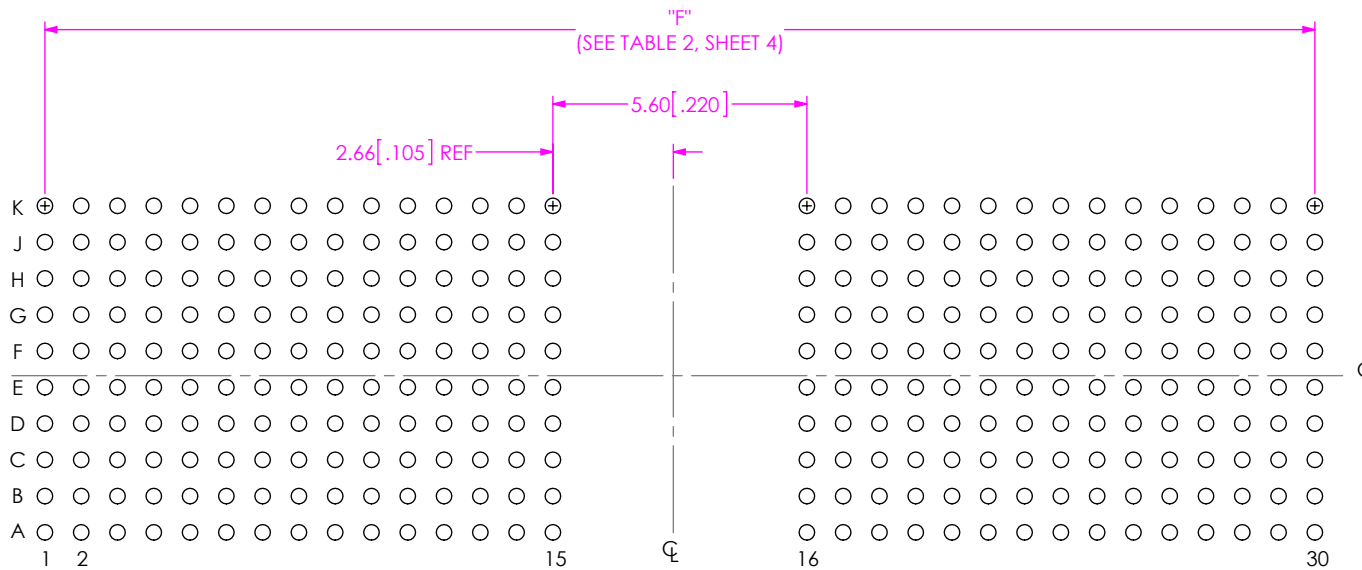 "F"
(SEE TABLE 2, SHEET 4)
5.60[.220]
2.66[.105] REF
K
J
H
G
F
E
D
C
B
A
1 2 15 16 30